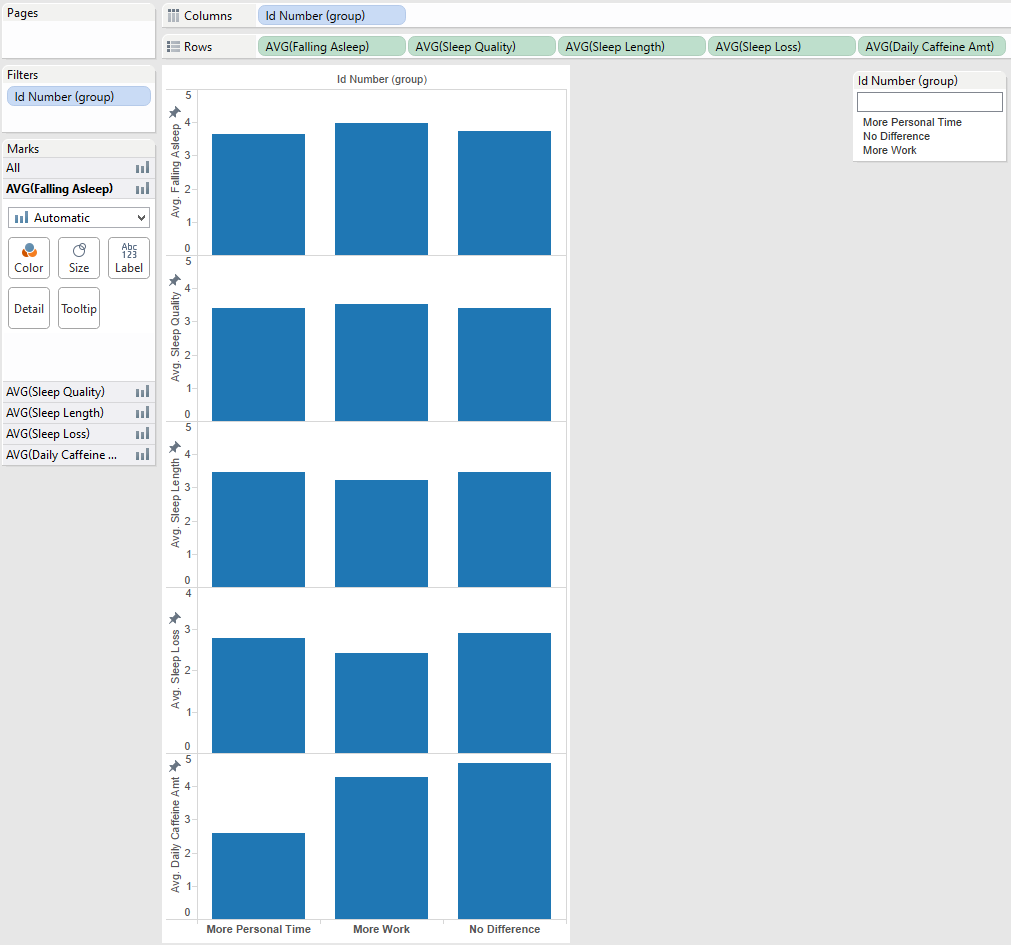 Pages
Columns
Id Number (group)
Rows
AVG(Falling Asleep)
AVG(Sleep Quality)
AVG(Sleep Length)
AVG(Sleep Loss)
AVG(Daily Caffeine Amt)
Filters
Id Number (group)
Marks
All
AVG(Falling Asleep)
Automatic
Color
Size
Abc
123
Label
Detail
Tooltip
AVG(Sleep Quality)
AVG(Sleep Length)
AVG(Sleep Loss)
AVG(Daily Caffeine ...
Id Number (group)
Avg. Falling Asleep
5
4
3
2
1
0
Avg. Sleep Quality
5
4
3
2
1
0
Avg. Sleep Length
5
4
3
2
1
0
Avg. Sleep Loss
4
3
2
1
0
Avg. Daily Caffeine Amt
5
4
3
2
1
0
More Personal Time
More Work
No Difference
Id Number (group)
More Personal Time
No Difference
More Work